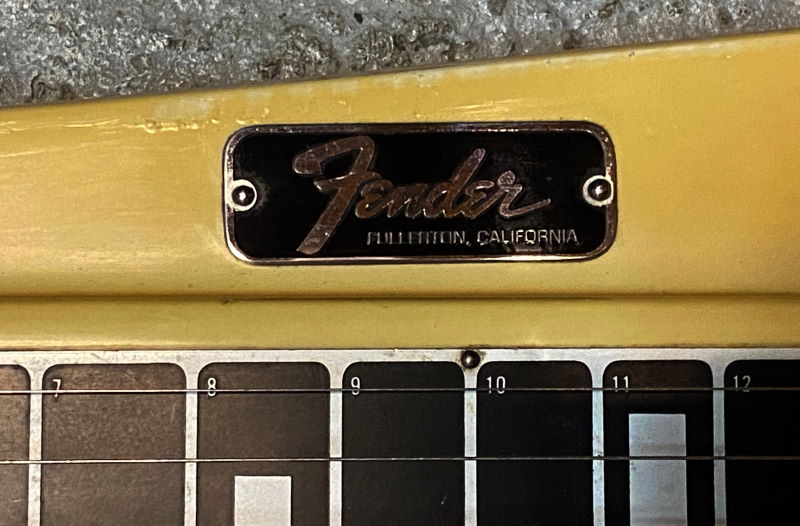 Fender
FULLERTON, CALIFORNIA
7 8 9 10 11 12